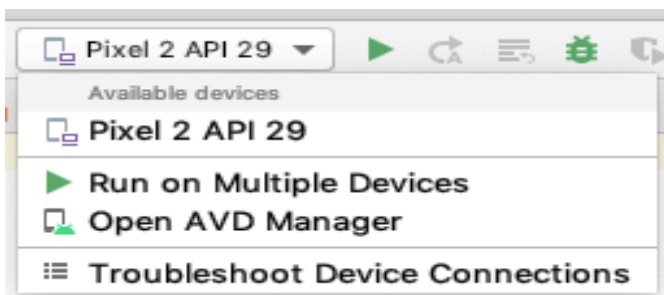 Pixel 2 API 29
Available devices
Pixel 2 API 29
Run on Multiple Devices
Open AVD Manager
Troubleshoot Device Connections